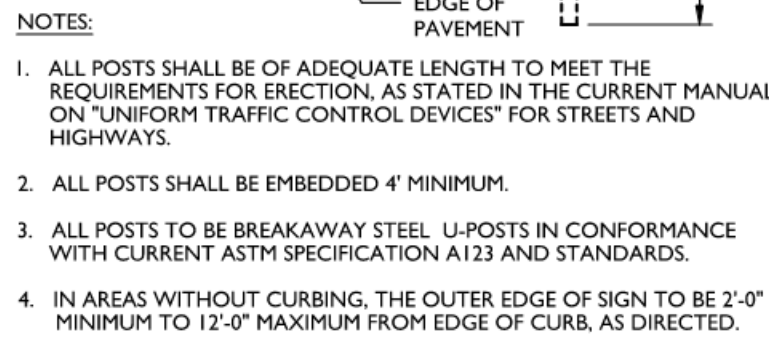 EDGE OF
PAVEMENT
NOTES:
1. ALL POSTS SHALL BE OF ADEQUATE LENGTH TO MEET THE
REQUIREMENTS FOR ERECTION, AS STATED IN THE CURRENT MANUAL
ON "UNIFORM TRAFFIC CONTROL DEVICES" FOR STREETS AND
HIGHWAYS.
2. ALL POSTS SHALL BE EMBEDDED 4' MINIMUM.
3. ALL POSTS TO BE BREAKAWAY STEEL U-POSTS IN CONFORMANCE
WITH CURRENT ASTM SPECIFICATION A123 AND STANDARDS.
4. IN AREAS WITHOUT CURBING, THE OUTER EDGE OF SIGN TO BE 2'-0"
MINIMUM TO 12'-0" MAXIMUM FROM EDGE OF CURB, AS DIRECTED.